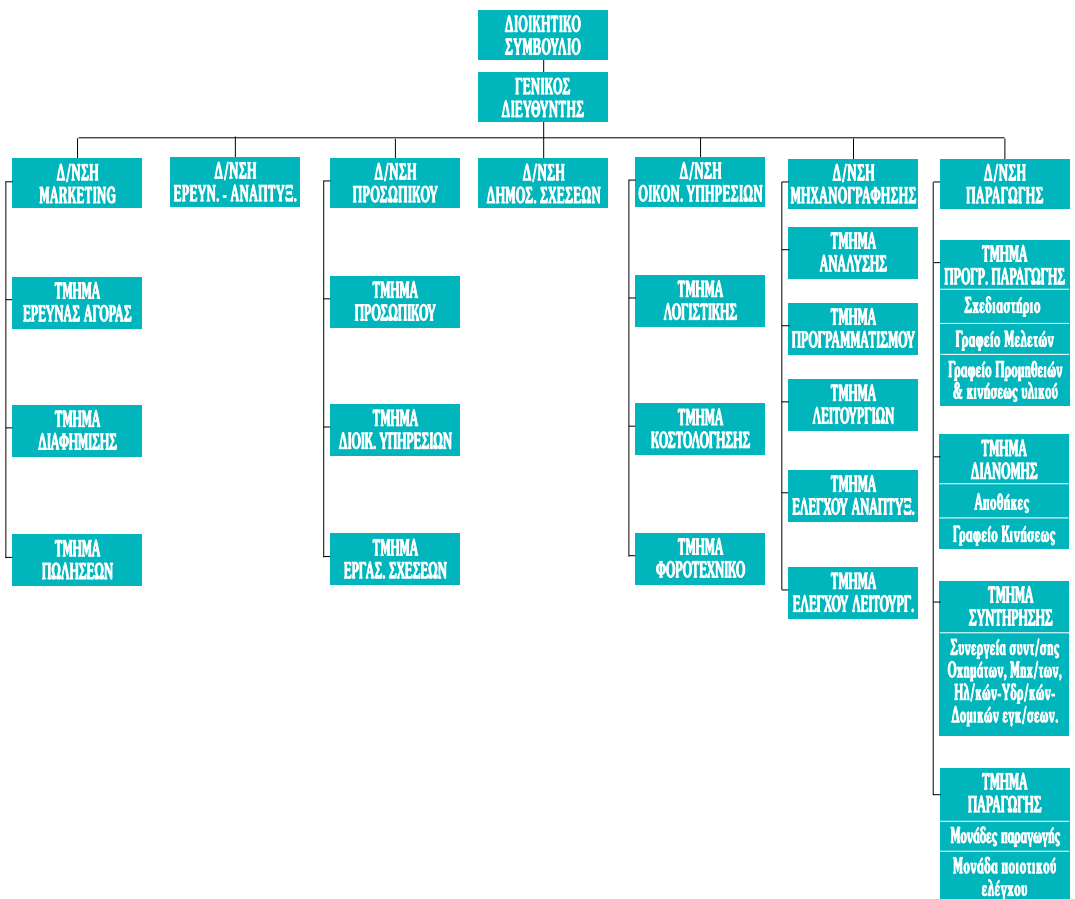 ΔΙΟΙΚΗΤΙΚΟ
ΣΥΜΒΟΥΛΙΟ
ΓΕΝΙΚΟΣ
ΔΙΕΥΘΥΝΤΗΣ
Δ/ΝΣΗ
MARKETING
ΤΜΗΜΑ
ΕΡΕΥΝΑΣ ΑΓΟΡΑΣ
ΤΜΗΜΑ
ΔΙΑΦΗΜΙΣΗΣ
ΤΜΗΜΑ
ΠΩΛΗΣΕΩΝ
Δ/ΝΣΗ
ΕΡΕΥΝ. - ΑΝΑΠΤΥΞ.
Δ/ΝΣΗ
ΠΡΟΣΩΠΙΚΟΥ
ΤΜΗΜΑ
ΠΡΟΣΩΠΙΚΟΥ
ΤΜΗΜΑ
ΔΙΟΙΚ. ΥΠΗΡΕΣΙΩΝ
ΤΜΗΜΑ
ΕΡΓΑΣ. ΣΧΕΣΕΩΝ
Δ/ΝΣΗ
ΔΗΜΟΣ. ΣΧΕΣΕΩΝ
Δ/ΝΣΗ
ΟΙΚΟΝ. ΥΠΗΡΕΣΙΩΝ
ΤΜΗΜΑ
ΛΟΓΙΣΤΙΚΗΣ
ΤΜΗΜΑ
ΚΟΣΤΟΛΟΓΗΣΗΣ
ΤΜΗΜΑ
ΦΟΡΟΤΕΧΝΙΚΟ
Δ/ΝΣΗ
ΜΗΧΑΝΟΓΡΑΦΗΣΗΣ
ΤΜΗΜΑ
ΑΝΑΛΥΣΗΣ
ΤΜΗΜΑ
ΠΡΟΓΡΑΜΜΑΤΙΣΜΟΥ
ΤΜΗΜΑ
ΛΕΙΤΟΥΡΓΙΩΝ
ΤΜΗΜΑ
ΕΛΕΓΧΟΥ ΑΝΑΠΤΥΞ.
ΤΜΗΜΑ
ΕΛΕΓΧΟΥ ΛΕΙΤΟΥΡΓ.
Δ/ΝΣΗ
ΠΑΡΑΓΩΓΗΣ
ΤΜΗΜΑ
ΠΡΟΓΡ. ΠΑΡΑΓΩΓΗΣ
Σχεδιαστήριο
Γραφείο Μελετών
Γραφείο Προμηθειών
& κινήσεως υλικού
ΤΜΗΜΑ
ΔΙΑΝΟΜΗΣ
Αποθήκες
Γραφείο Κινήσεως
ΤΜΗΜΑ
ΣΥΝΤΗΡΗΣΗΣ
Συνεργεία συντ/σης
Οχημάτων, Μηχ/των,
Ηλ/κών-Υδρ/κών-
Δομικών εγκ/σεων.
ΤΜΗΜΑ
ΠΑΡΑΓΩΓΗΣ
Μονάδες παραγωγής
Μονάδα ποιοτικού
ελέγχου